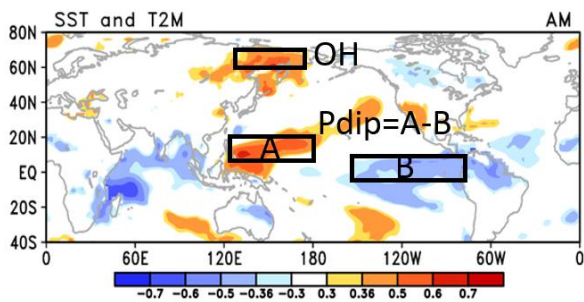 SST and T2M AM
80N
60N OH
40N
Pdip=A-B
20N A
EQ B
20S
40S
0 60E 120E 180 120W 60W 0
-0.7 -0.6 -0.5 -0.36 -0.3 0.3 0.36 0.5 0.6 0.7